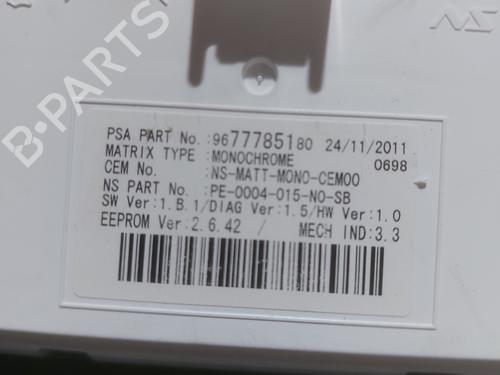 NS
PSA PART No. :9677785180 24/11/2011
MATRIX TYPE :MONOCHROME 0698
CEM No. :NS-MATT-MONO-CEM00
NS PART No. :PE-0004-015-NO-SB
SW Ver:1.B.1/DIAG Ver:1.5/HW Ver:1.0
EEPROM Ver:2.6.42 / MECH IND:3.3
B-PARTS